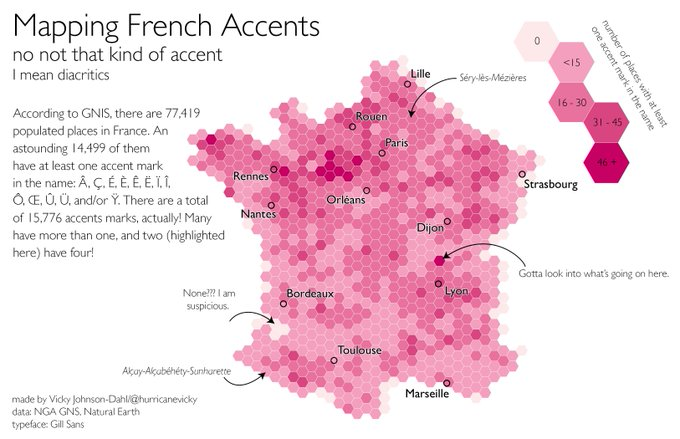 Mapping French Accents
no not that kind of accent
I mean diacritics
According to GNIS, there are 77,419
populated places in France. An
astounding 14,499 of them
have at least one accent mark
in the name: Â, Ç, É, È, Ê, Ë, Ï, Î,
Ô, Œ, Û, Ü, and/or Ÿ. There are a total
of 15,776 accents marks, actually! Many
have more than one, and two (highlighted
here) have four!
0
<15
16 - 30
31 - 45
46 +
number of places with at least
one accent mark in the name
Lille
Séry-lès-Mézières
Rouen
Paris
Rennes
Strasbourg
Orléans
Nantes
Dijon
Gotta look into what's going on here.
None??? I am
suspicious.
Bordeaux
Lyon
Toulouse
Alçay-Alçabéhéty-Sunharette
Marseille
made by Vicky Johnson-Dahl/@hurricanevicky
data: NGA GNS, Natural Earth
typeface: Gill Sans